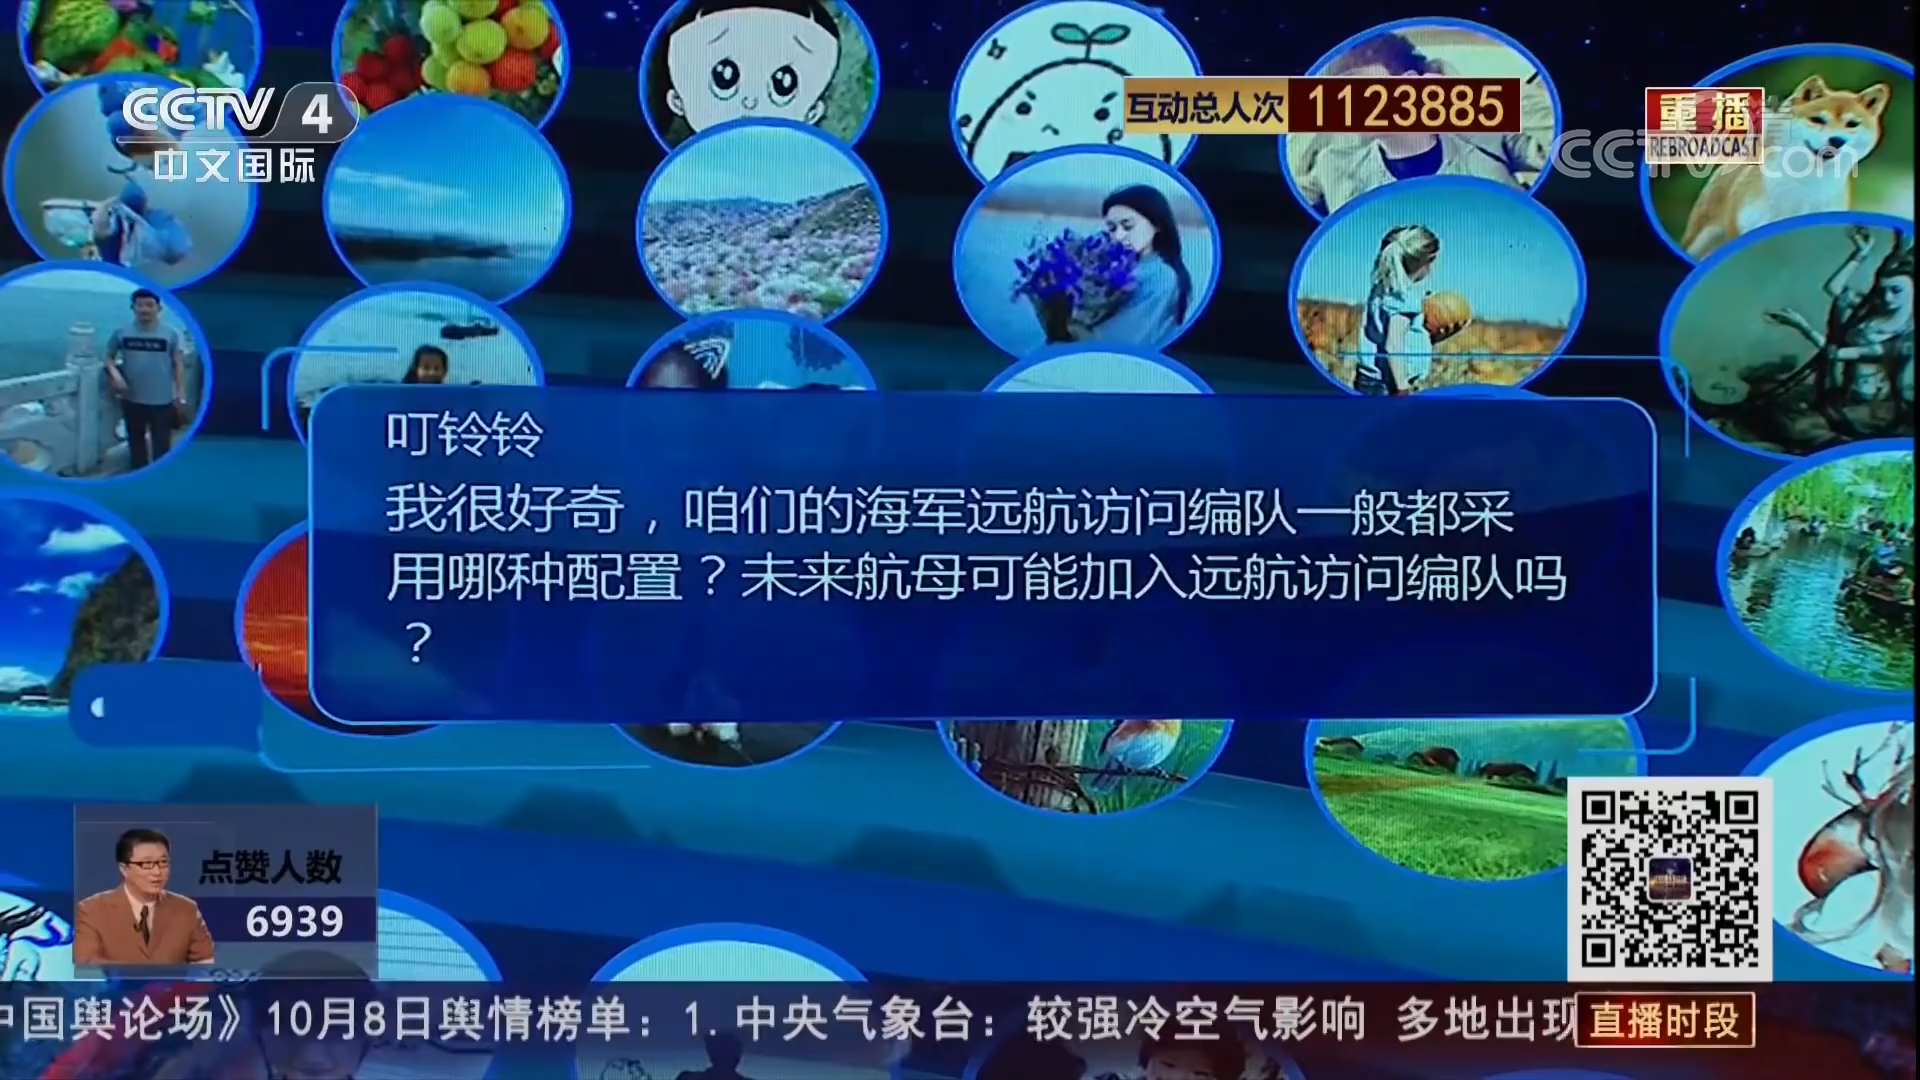 CCTV 4
中文国际
互动总人次 1123885
重播
REBROADCAST
CCTV.com
叮铃铃
我很好奇，咱们的海军远航访问编队一般都采
用哪种配置？未来航母可能加入远航访问编队吗
？
点赞人数
6939
中国舆论场》10月8日舆情榜单：1.中央气象台：较强冷空气影响 多地出现
直播时段